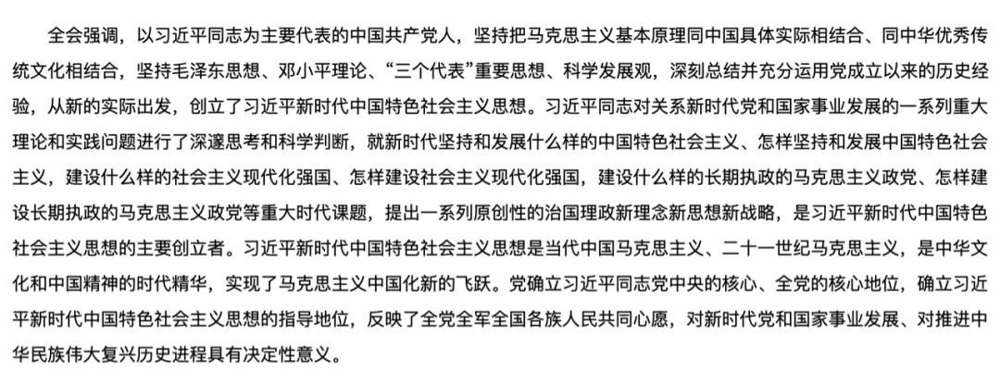 全会强调，以习近平同志为主要代表的中国共产党人，坚持把马克思主义基本原理同中国具体实际相结合、同中华优秀传
统文化相结合，坚持毛泽东思想、邓小平理论、“三个代表”重要思想、科学发展观，深刻总结并充分运用党成立以来的历史经
验，从新的实际出发，创立了习近平新时代中国特色社会主义思想。习近平同志对关系新时代党和国家事业发展的一系列重大
理论和实践问题进行了深邃思考和科学判断，就新时代坚持和发展什么样的中国特色社会主义、怎样坚持和发展中国特色社会
主义，建设什么样的社会主义现代化强国、怎样建设社会主义现代化强国，建设什么样的长期执政的马克思主义政党、怎样建
设长期执政的马克思主义政党等重大时代课题，提出一系列原创性的治国理政新理念新思想新战略，是习近平新时代中国特色
社会主义思想的主要创立者。习近平新时代中国特色社会主义思想是当代中国马克思主义、二十一世纪马克思主义，是中华文
化和中国精神的时代精华，实现了马克思主义中国化新的飞跃。党确立习近平同志党中央的核心、全党的核心地位，确立习近
平新时代中国特色社会主义思想的指导地位，反映了全党全军全国各族人民共同心愿，对新时代党和国家事业发展、对推进中
华民族伟大复兴历史进程具有决定性意义。